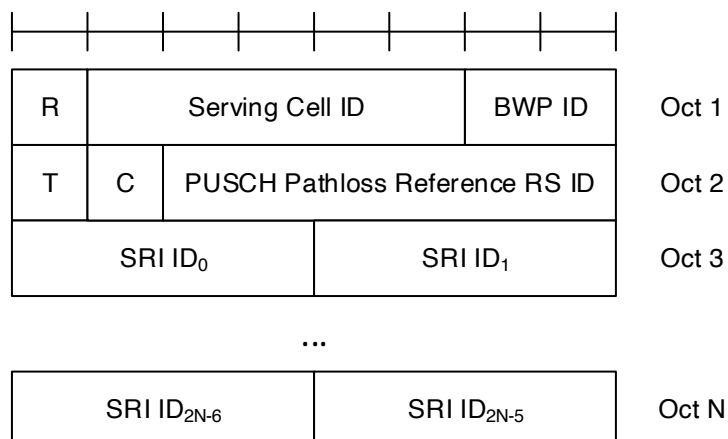 R Serving Cell ID BWP ID Oct 1
T C PUSCH Pathloss Reference RS ID Oct 2
SRI ID₀ SRI ID₁ Oct 3
...
SRI ID₂N-₆ SRI ID₂N-₅ Oct N